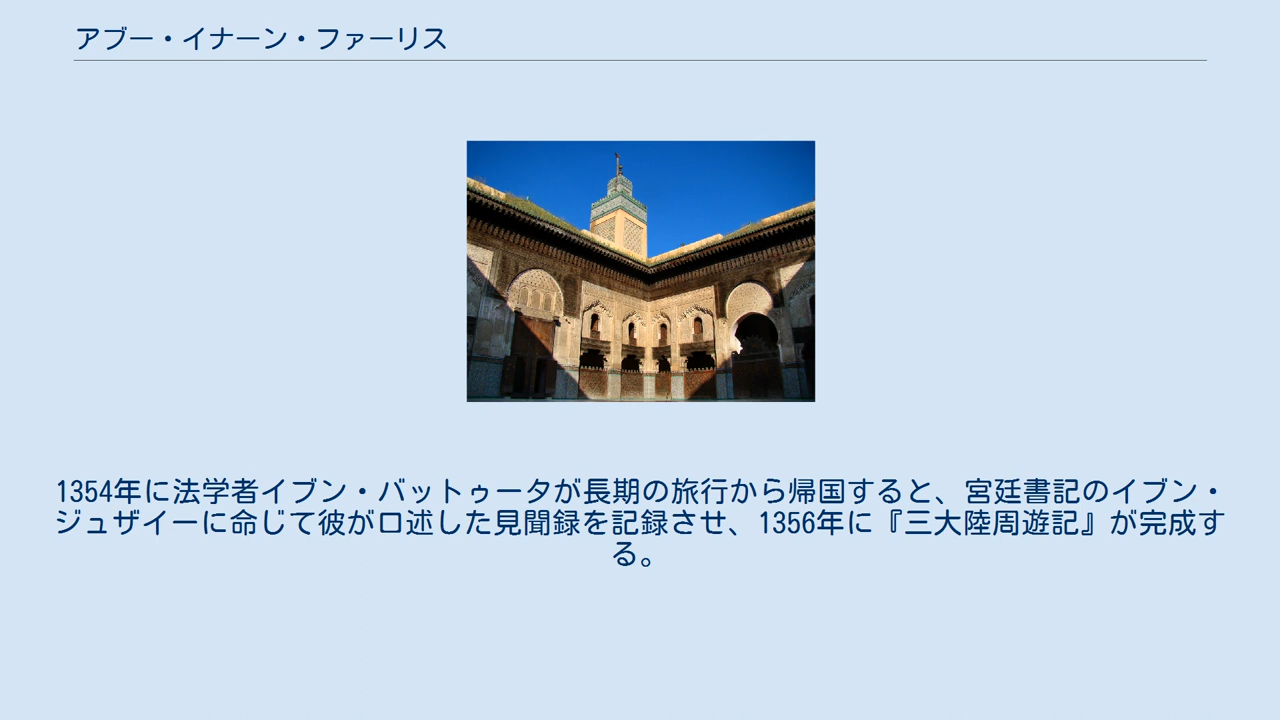 アブー・イナーン・ファーリス
1354年に法学者イブン・バットゥータが長期の旅行から帰国すると、宮廷書記のイブン・
ジュザイーに命じて彼が口述した見聞録を記録させ、1356年に『三大陸周遊記』が完成す
る。